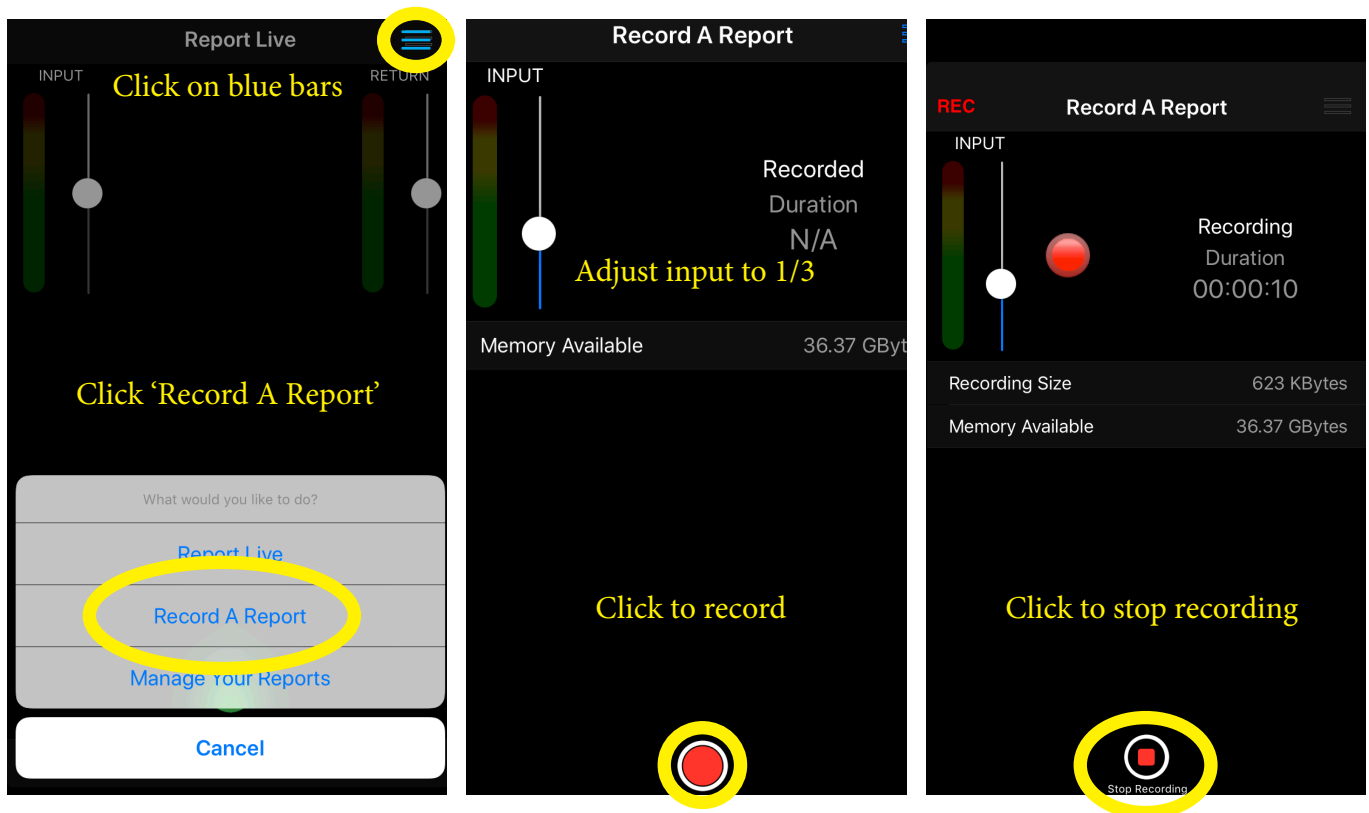 Report Live
INPUT
RETURN
Click on blue bars
Click ‘Record A Report’
What would you like to do?
Report Live
Record A Report
Manage Your Reports
Cancel
Record A Report
INPUT
Recorded
Duration
N/A
Adjust input to 1/3
Memory Available 36.37 GByt
Click to record
REC Record A Report
INPUT
Recording
Duration
00:00:10
Recording Size 623 KBytes
Memory Available 36.37 GBytes
Click to stop recording
Stop Recording